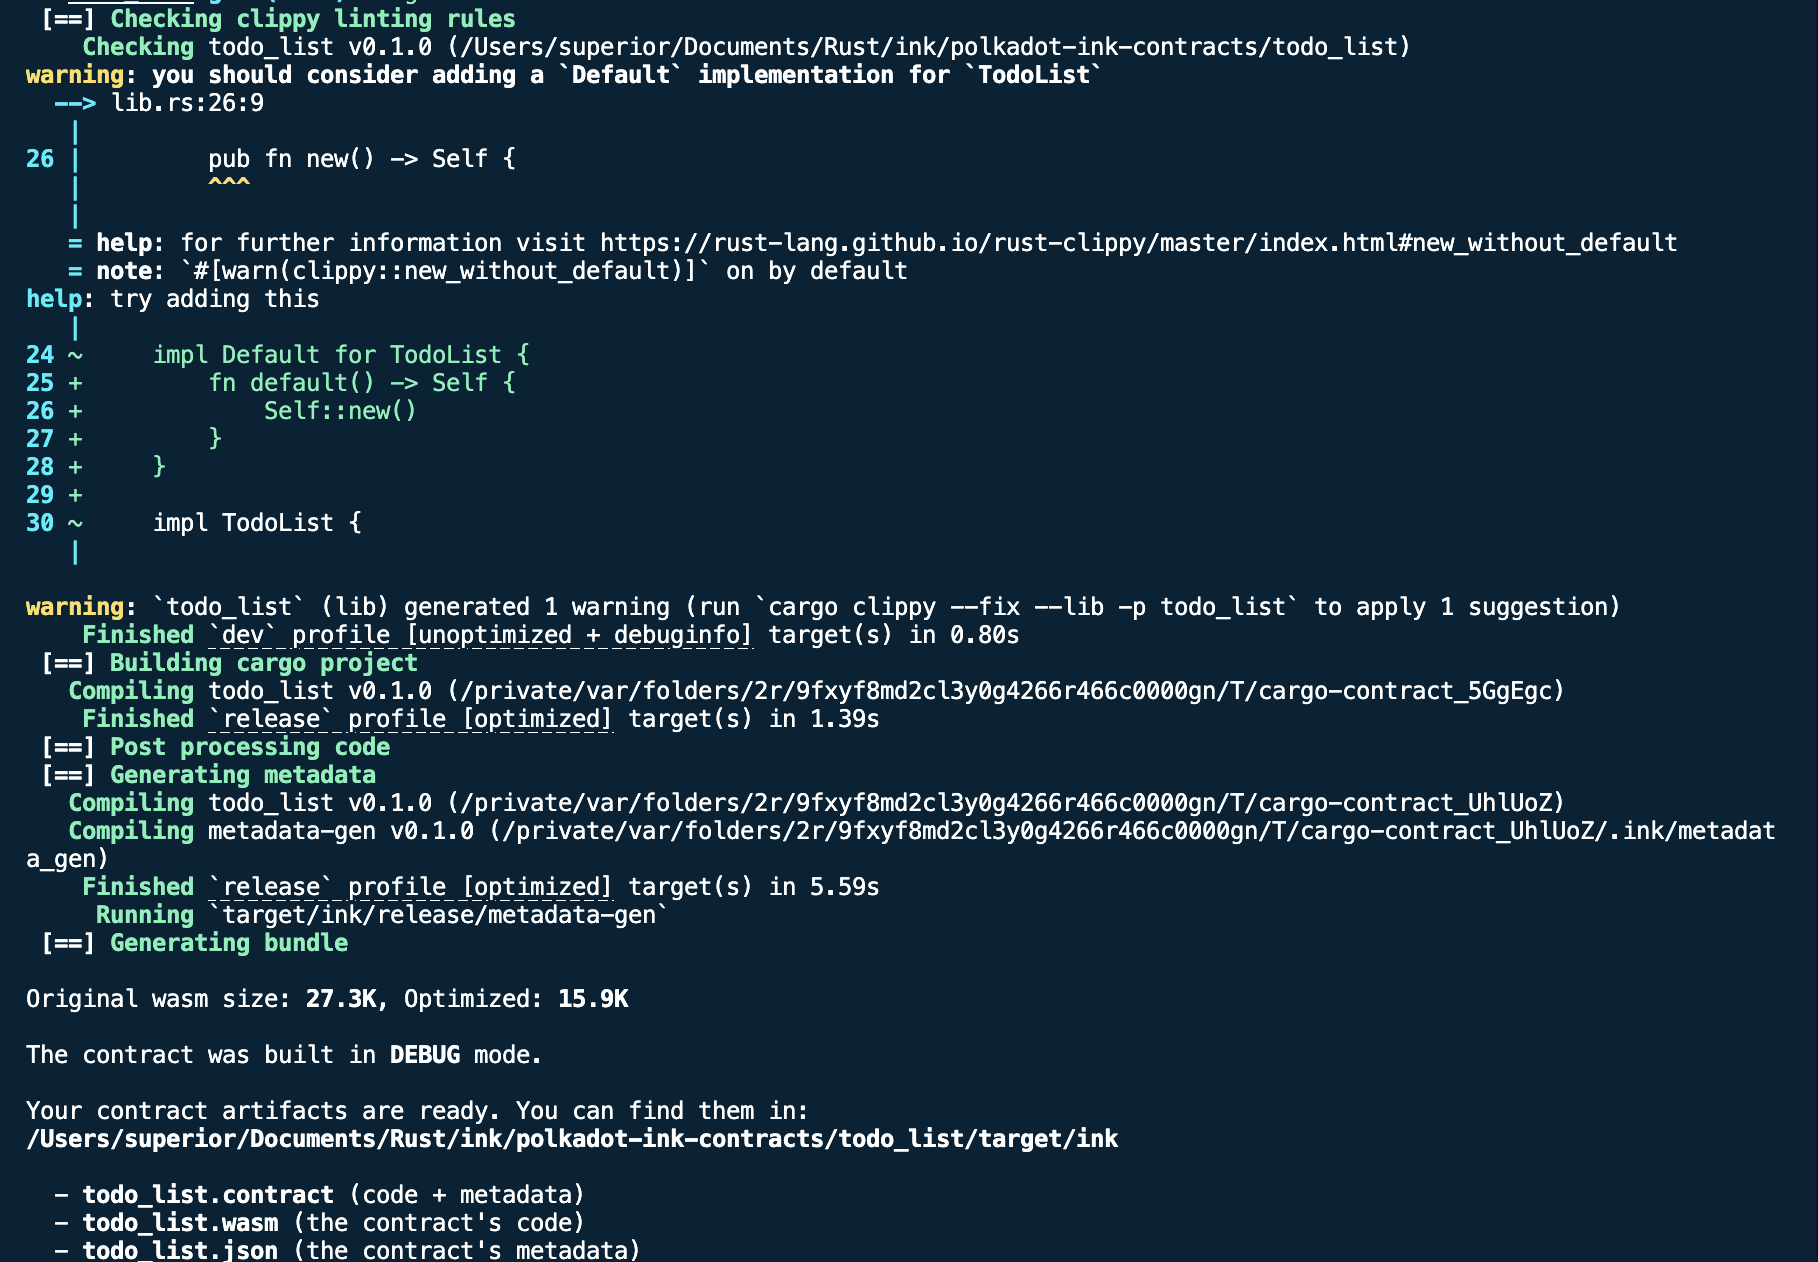 [==] Checking clippy linting rules
Checking todo_list v0.1.0 (/Users/superior/Documents/Rust/ink/polkadot-ink-contracts/todo_list)
warning: you should consider adding a `Default` implementation for `TodoList`
--> lib.rs:26:9
|
26 | pub fn new() -> Self {
| ^^^
|
= help: for further information visit https://rust-lang.github.io/rust-clippy/master/index.html#new_without_default
= note: `#[warn(clippy::new_without_default)]` on by default
help: try adding this
|
24 ~ impl Default for TodoList {
25 + fn default() -> Self {
26 + Self::new()
27 + }
28 + }
29 +
30 ~ impl TodoList {
|
warning: `todo_list` (lib) generated 1 warning (run `cargo clippy --fix --lib -p todo_list` to apply 1 suggestion)
Finished `dev` profile [unoptimized + debuginfo] target(s) in 0.80s
[==] Building cargo project
Compiling todo_list v0.1.0 (/private/var/folders/2r/9fxyf8md2cl3y0g4266r466c0000gn/T/cargo-contract_5GgEgc)
Finished `release` profile [optimized] target(s) in 1.39s
[==] Post processing code
[==] Generating metadata
Compiling todo_list v0.1.0 (/private/var/folders/2r/9fxyf8md2cl3y0g4266r466c0000gn/T/cargo-contract_UhlUoZ)
Compiling metadata-gen v0.1.0 (/private/var/folders/2r/9fxyf8md2cl3y0g4266r466c0000gn/T/cargo-contract_UhlUoZ/.ink/metadat
a_gen)
Finished `release` profile [optimized] target(s) in 5.59s
Running `target/ink/release/metadata-gen`
[==] Generating bundle
Original wasm size: 27.3K, Optimized: 15.9K
The contract was built in DEBUG mode.
Your contract artifacts are ready. You can find them in:
/Users/superior/Documents/Rust/ink/polkadot-ink-contracts/todo_list/target/ink
- todo_list.contract (code + metadata)
- todo_list.wasm (the contract's code)
- todo_list.json (the contract's metadata)